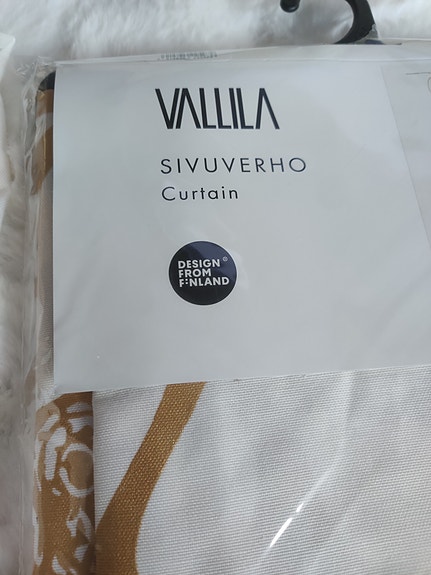 VALLILA
SIVUVERHO
Curtain
DESIGN
FROM
FINLAND